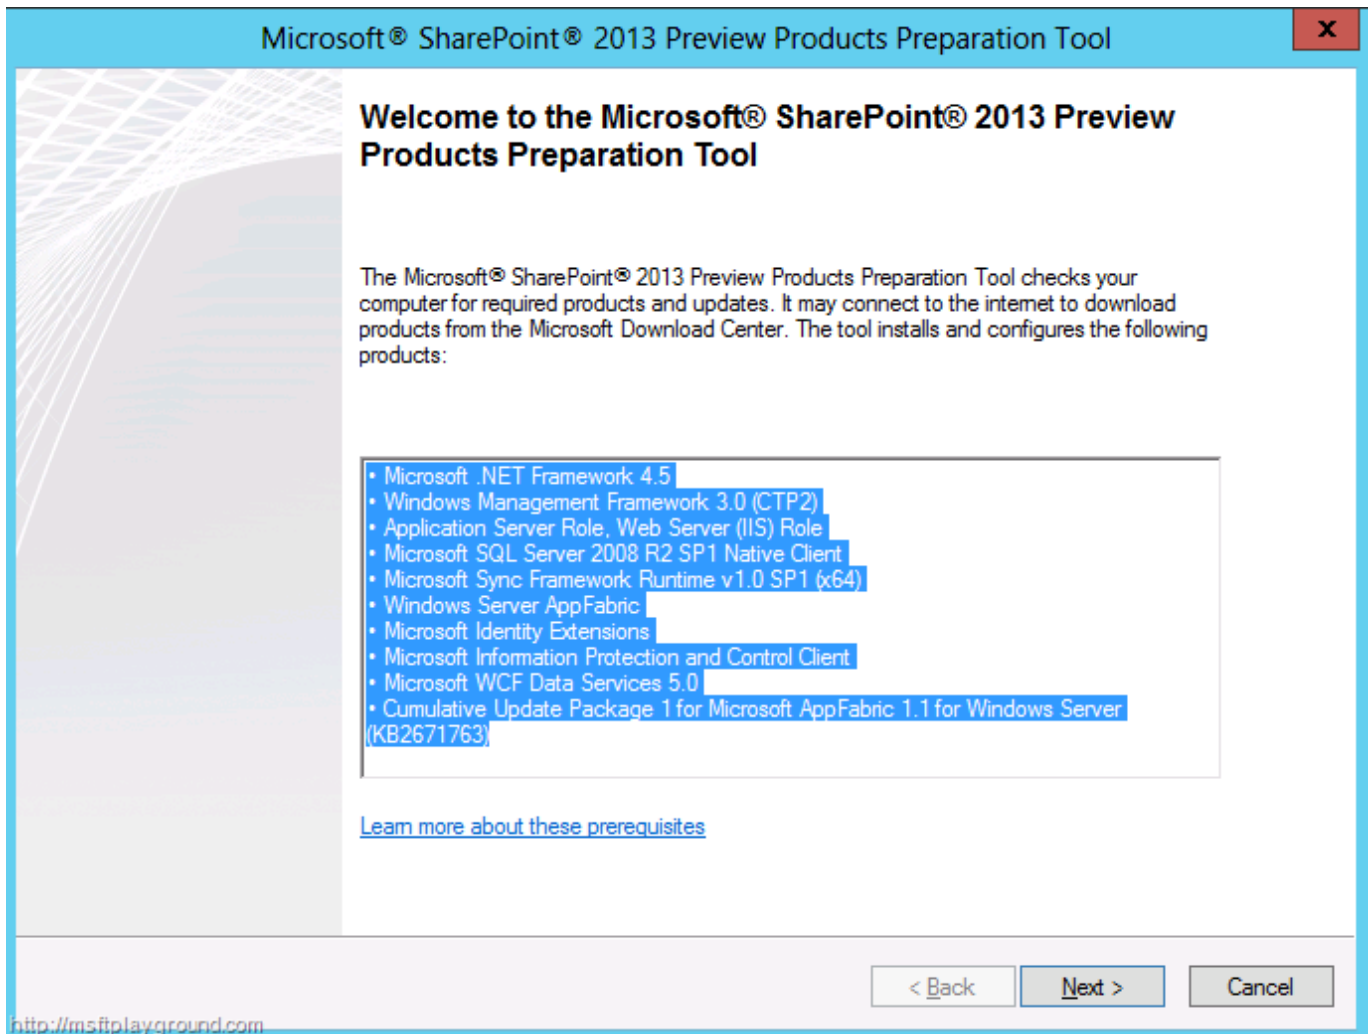 Microsoft® SharePoint® 2013 Preview Products Preparation Tool
x
Welcome to the Microsoft® SharePoint® 2013 Preview
Products Preparation Tool
The Microsoft® SharePoint® 2013 Preview Products Preparation Tool checks your
computer for required products and updates. It may connect to the internet to download
products from the Microsoft Download Center. The tool installs and configures the following
products:
• Microsoft .NET Framework 4.5
• Windows Management Framework 3.0 (CTP2)
• Application Server Role, Web Server (IIS) Role
• Microsoft SQL Server 2008 R2 SP1 Native Client
• Microsoft Sync Framework Runtime v1.0 SP1 (x64)
• Windows Server AppFabric
• Microsoft Identity Extensions
• Microsoft Information Protection and Control Client
• Microsoft WCF Data Services 5.0
• Cumulative Update Package 1 for Microsoft AppFabric 1.1 for Windows Server
(KB2671763)
Learn more about these prerequisites
< Back
Next >
Cancel
http://msftplayground.com